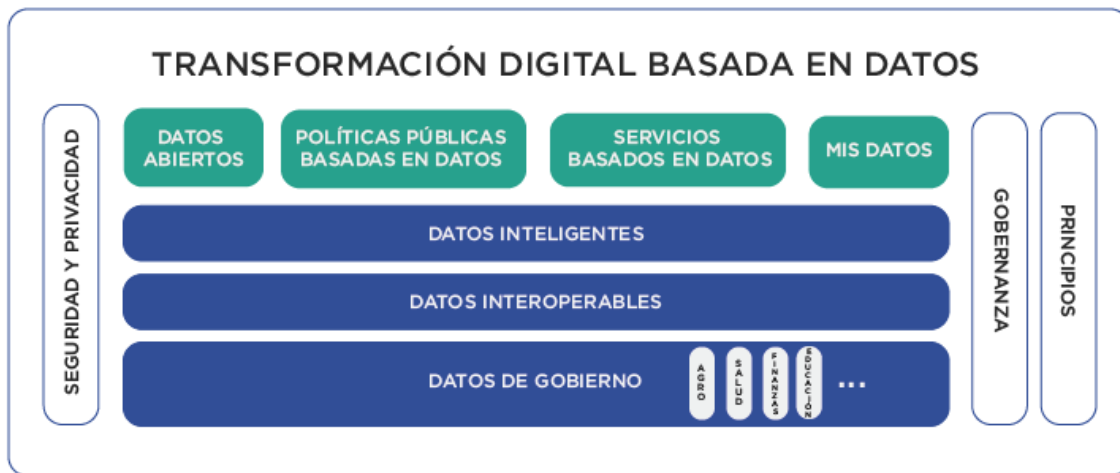 TRANSFORMACIÓN DIGITAL BASADA EN DATOS
SEGURIDAD Y PRIVACIDAD
DATOS
ABIERTOS
POLÍTICAS PÚBLICAS
BASADAS EN DATOS
SERVICIOS
BASADOS EN DATOS
MIS DATOS
DATOS INTELIGENTES
DATOS INTEROPERABLES
DATOS DE GOBIERNO
AGRO
SALUD
FINANZAS
EDUCACIÓN
...
GOBERNANZA
PRINCIPIOS